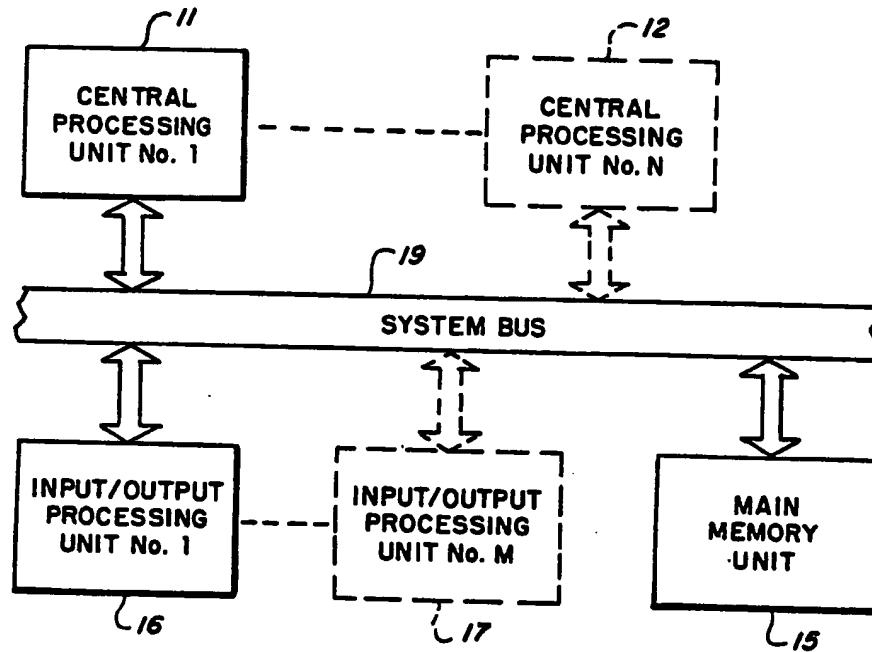 11
CENTRAL
PROCESSING
UNIT No. 1
12
CENTRAL
PROCESSING
UNIT No. N
19
SYSTEM BUS
INPUT/OUTPUT
PROCESSING
UNIT No. 1
16
INPUT/OUTPUT
PROCESSING
UNIT No. M
17
MAIN
MEMORY
UNIT
15